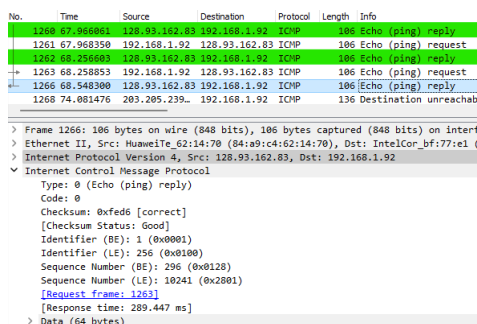 No. Time Source Destination Protocol Length Info
1260 67.966061 128.93.162.83 192.168.1.92 ICMP 106 Echo (ping) reply
1261 67.968350 192.168.1.92 128.93.162.83 ICMP 106 Echo (ping) request
1262 68.256603 128.93.162.83 192.168.1.92 ICMP 106 Echo (ping) reply
1263 68.258853 192.168.1.92 128.93.162.83 ICMP 106 Echo (ping) request
1266 68.548300 128.93.162.83 192.168.1.92 ICMP 106 Echo (ping) reply
1268 74.081476 203.205.239… 192.168.1.92 ICMP 136 Destination unreachab
> Frame 1266: 106 bytes on wire (848 bits), 106 bytes captured (848 bits) on interf
> Ethernet II, Src: HuaweiTe_62:14:70 (84:a9:c4:62:14:70), Dst: IntelCor_bf:77:e1 (
> Internet Protocol Version 4, Src: 128.93.162.83, Dst: 192.168.1.92
Internet Control Message Protocol
Type: 0 (Echo (ping) reply)
Code: 0
Checksum: 0xfed6 [correct]
[Checksum Status: Good]
Identifier (BE): 1 (0x0001)
Identifier (LE): 256 (0x0100)
Sequence Number (BE): 296 (0x0128)
Sequence Number (LE): 10241 (0x2801)
[Request frame: 1263]
[Response time: 289.447 ms]
> Data (64 bytes)